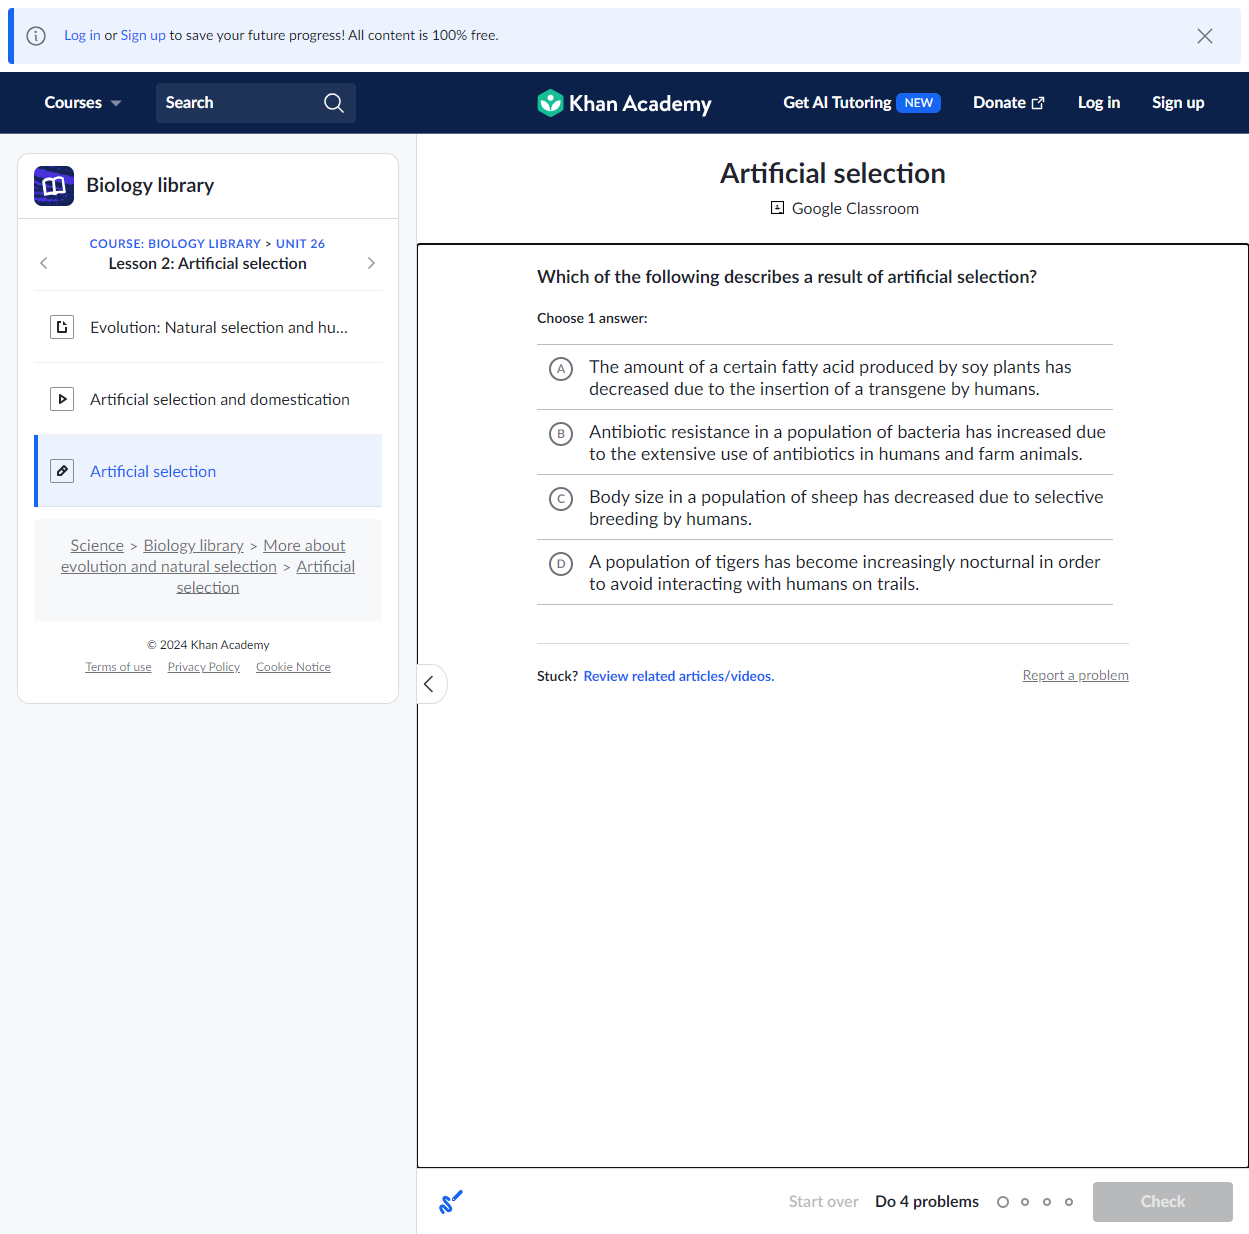 Log in or Sign up to save your future progress! All content is 100% free.
Courses
Search
Khan Academy
Get AI Tutoring NEW
Donate
Log in
Sign up
Biology library
COURSE: BIOLOGY LIBRARY > UNIT 26
Lesson 2: Artificial selection
Evolution: Natural selection and hu...
Artificial selection and domestication
Artificial selection
Science > Biology library > More about
evolution and natural selection > Artificial
selection
© 2024 Khan Academy
Terms of use Privacy Policy Cookie Notice
Artificial selection
Google Classroom
Which of the following describes a result of artificial selection?
Choose 1 answer:
A The amount of a certain fatty acid produced by soy plants has
decreased due to the insertion of a transgene by humans.
B Antibiotic resistance in a population of bacteria has increased due
to the extensive use of antibiotics in humans and farm animals.
C Body size in a population of sheep has decreased due to selective
breeding by humans.
D A population of tigers has become increasingly nocturnal in order
to avoid interacting with humans on trails.
Stuck? Review related articles/videos.
Report a problem
Start over
Do 4 problems
Check